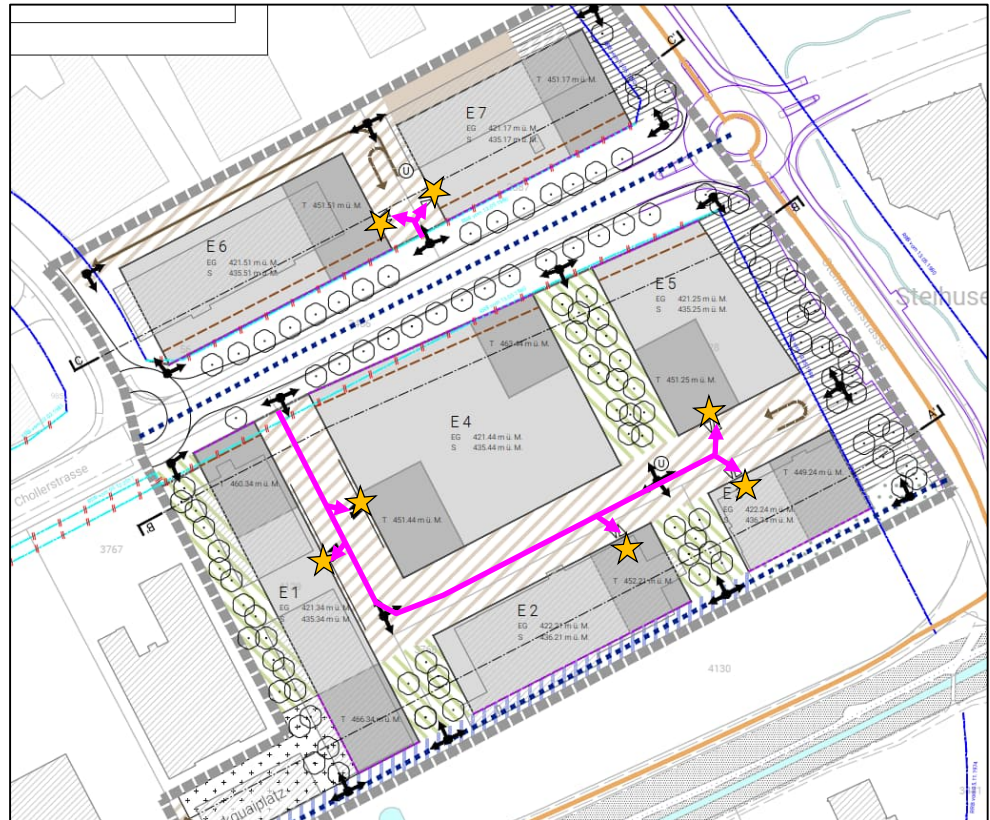 C'
T 451.17 m ü. M.
E 7
EG 421.17 m ü. M.
S 435.17 m ü. M.
U
T 451.51 m ü. M.
E 6
EG 421.51 m ü. M.
S 435.51 m ü. M.
C
B'
E 5
EG 421.25 m ü. M.
S 435.25 m ü. M.
Steihuse
T 451.25 m ü. M.
E 4
EG 421.44 m ü. M.
S 435.44 m ü. M.
A'
Chollerstrasse
T 460.34 m ü. M.
B
U
T 449.24 m ü. M.
T 451.44 m ü. M.
EG 422.24 m ü. M.
3767
T 452.21 m ü. M.
E 1
EG 421.34 m ü. M.
S 435.34 m ü. M.
E 2
EG 422.21 m ü. M.
S 436.21 m ü. M.
4130
T 466.34 m ü. M.